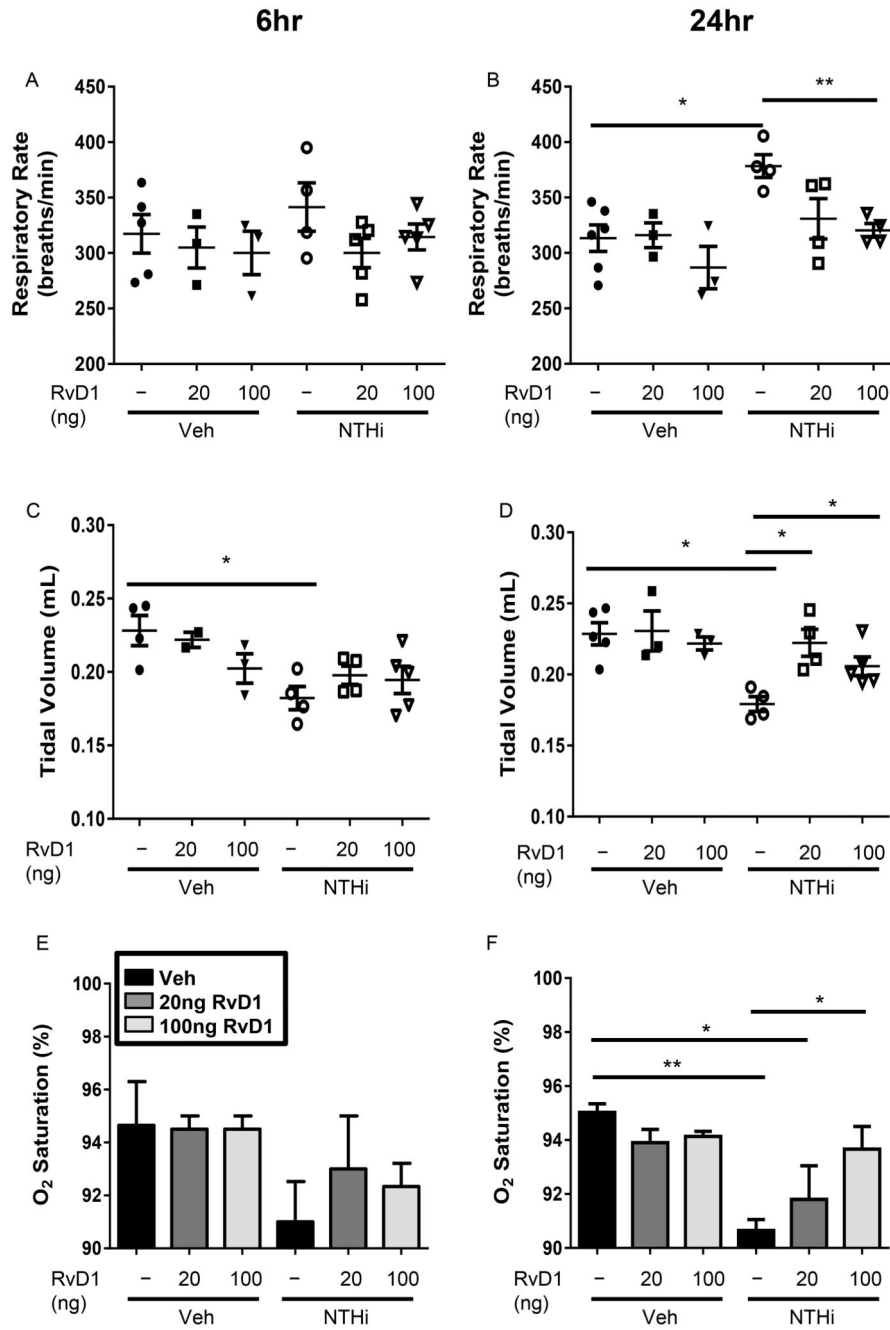 6hr
24hr
A
450
400
350
300
250
200
Respiratory Rate
(breaths/min)
RvD1
(ng)
– 20 100 – 20 100
Veh NTHi
B
* **
450
400
350
300
250
200
Respiratory Rate
(breaths/min)
RvD1
(ng)
– 20 100 – 20 100
Veh NTHi
C
*
0.30
0.25
0.20
0.15
0.10
Tidal Volume (mL)
RvD1
(ng)
– 20 100 – 20 100
Veh NTHi
D
* * *
0.30
0.25
0.20
0.15
0.10
Tidal Volume (mL)
RvD1
(ng)
– 20 100 – 20 100
Veh NTHi
E
Veh
20ng RvD1
100ng RvD1
100
98
96
94
92
90
O2 Saturation (%)
RvD1
(ng)
– 20 100 – 20 100
Veh NTHi
F
*
*
**
100
98
96
94
92
90
O2 Saturation (%)
RvD1
(ng)
– 20 100 – 20 100
Veh NTHi